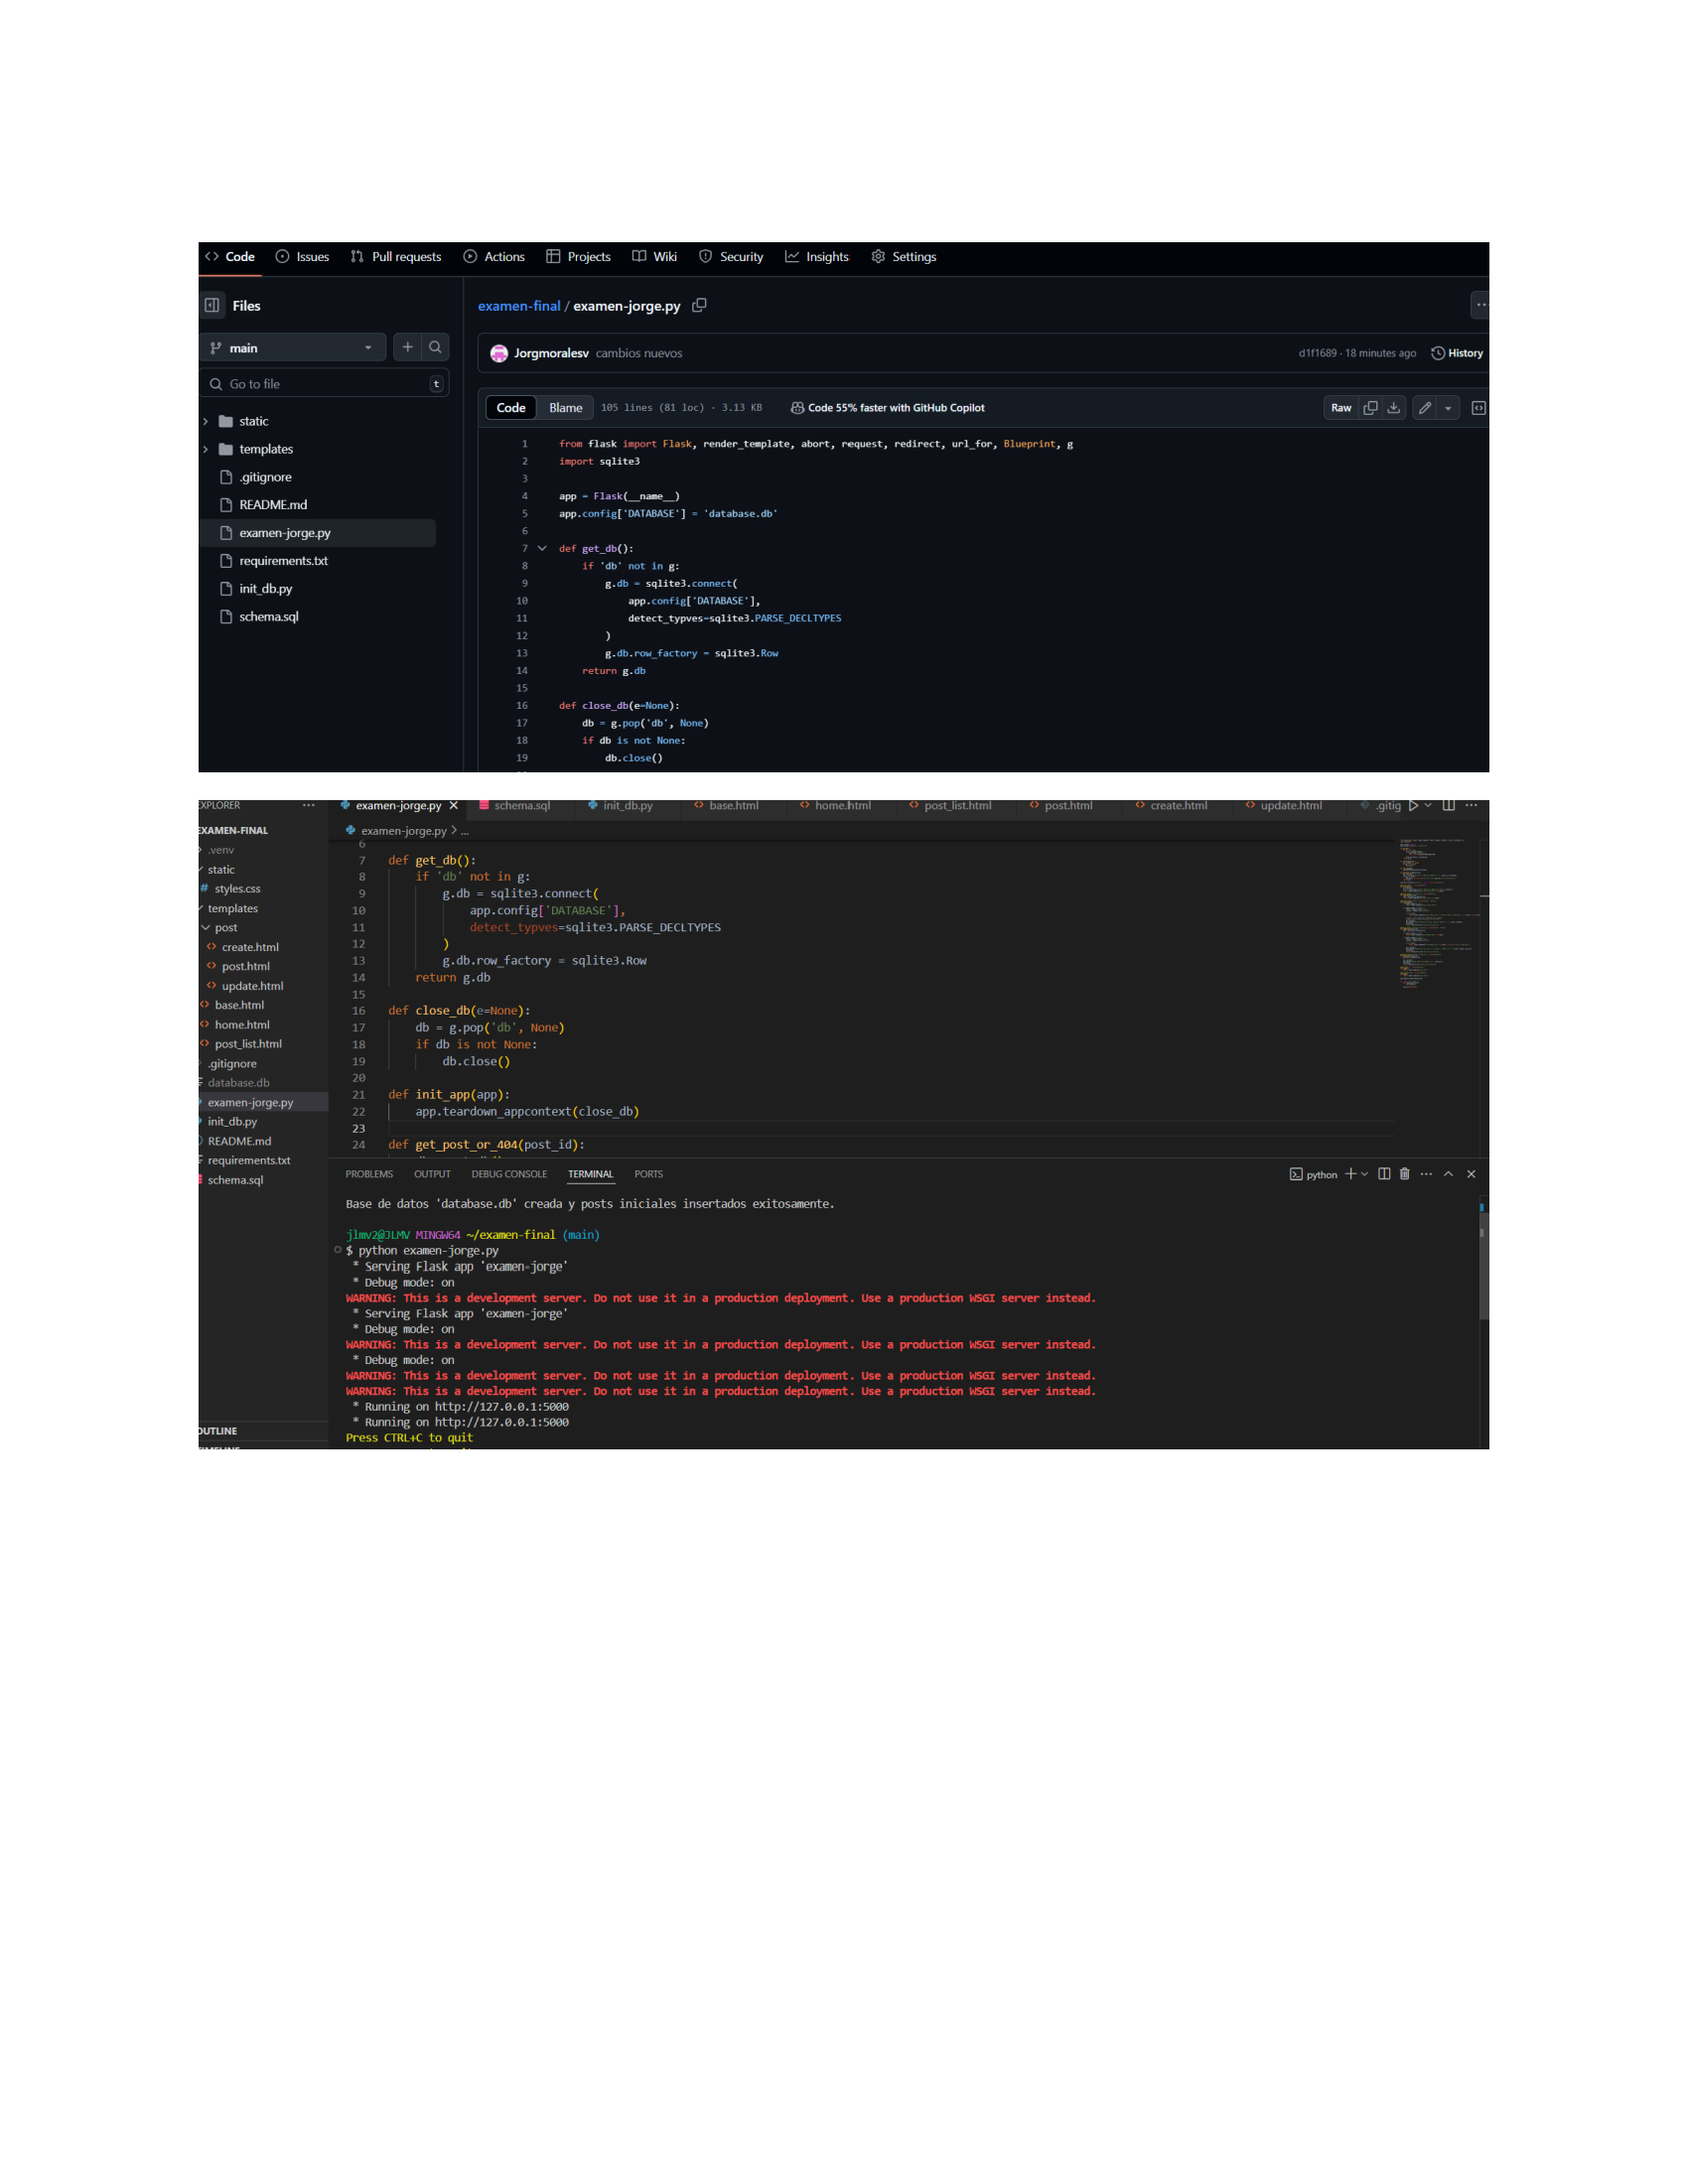 Code Issues Pull requests Actions Projects Wiki Security Insights Settings
Files
main
Go to file t
static
templates
.gitignore
README.md
examen-jorge.py
requirements.txt
init_db.py
schema.sql
examen-final / examen-jorge.py
Jorgmoralesv cambios nuevos d1f1689 · 18 minutes ago History
Code Blame 105 lines (81 loc) · 3.13 KB Code 55% faster with GitHub Copilot Raw
1 from flask import Flask, render_template, abort, request, redirect, url_for, Blueprint, g
2 import sqlite3
3
4 app = Flask(__name__)
5 app.config['DATABASE'] = 'database.db'
6
7 def get_db():
8 if 'db' not in g:
9 g.db = sqlite3.connect(
10 app.config['DATABASE'],
11 detect_typves=sqlite3.PARSE_DECLTYPES
12 )
13 g.db.row_factory = sqlite3.Row
14 return g.db
15
16 def close_db(e=None):
17 db = g.pop('db', None)
18 if db is not None:
19 db.close()
EXPLORER ···
EXAMEN-FINAL
.venv
static
styles.css
templates
post
create.html
post.html
update.html
base.html
home.html
post_list.html
.gitignore
database.db
examen-jorge.py
init_db.py
README.md
requirements.txt
schema.sql
OUTLINE
TIMELINE
examen-jorge.py schema.sql init_db.py base.html home.html post_list.html post.html create.html update.html .gitig
examen-jorge.py > ...
6
7 def get_db():
8 if 'db' not in g:
9 g.db = sqlite3.connect(
10 app.config['DATABASE'],
11 detect_typves=sqlite3.PARSE_DECLTYPES
12 )
13 g.db.row_factory = sqlite3.Row
14 return g.db
15
16 def close_db(e=None):
17 db = g.pop('db', None)
18 if db is not None:
19 db.close()
20
21 def init_app(app):
22 app.teardown_appcontext(close_db)
23
24 def get_post_or_404(post_id):
PROBLEMS OUTPUT DEBUG CONSOLE TERMINAL PORTS python
Base de datos 'database.db' creada y posts iniciales insertados exitosamente.
jlmv2@JLMV MINGW64 ~/examen-final (main)
$ python examen-jorge.py
* Serving Flask app 'examen-jorge'
* Debug mode: on
WARNING: This is a development server. Do not use it in a production deployment. Use a production WSGI server instead.
* Serving Flask app 'examen-jorge'
* Debug mode: on
WARNING: This is a development server. Do not use it in a production deployment. Use a production WSGI server instead.
* Debug mode: on
WARNING: This is a development server. Do not use it in a production deployment. Use a production WSGI server instead.
WARNING: This is a development server. Do not use it in a production deployment. Use a production WSGI server instead.
* Running on http://127.0.0.1:5000
* Running on http://127.0.0.1:5000
Press CTRL+C to quit